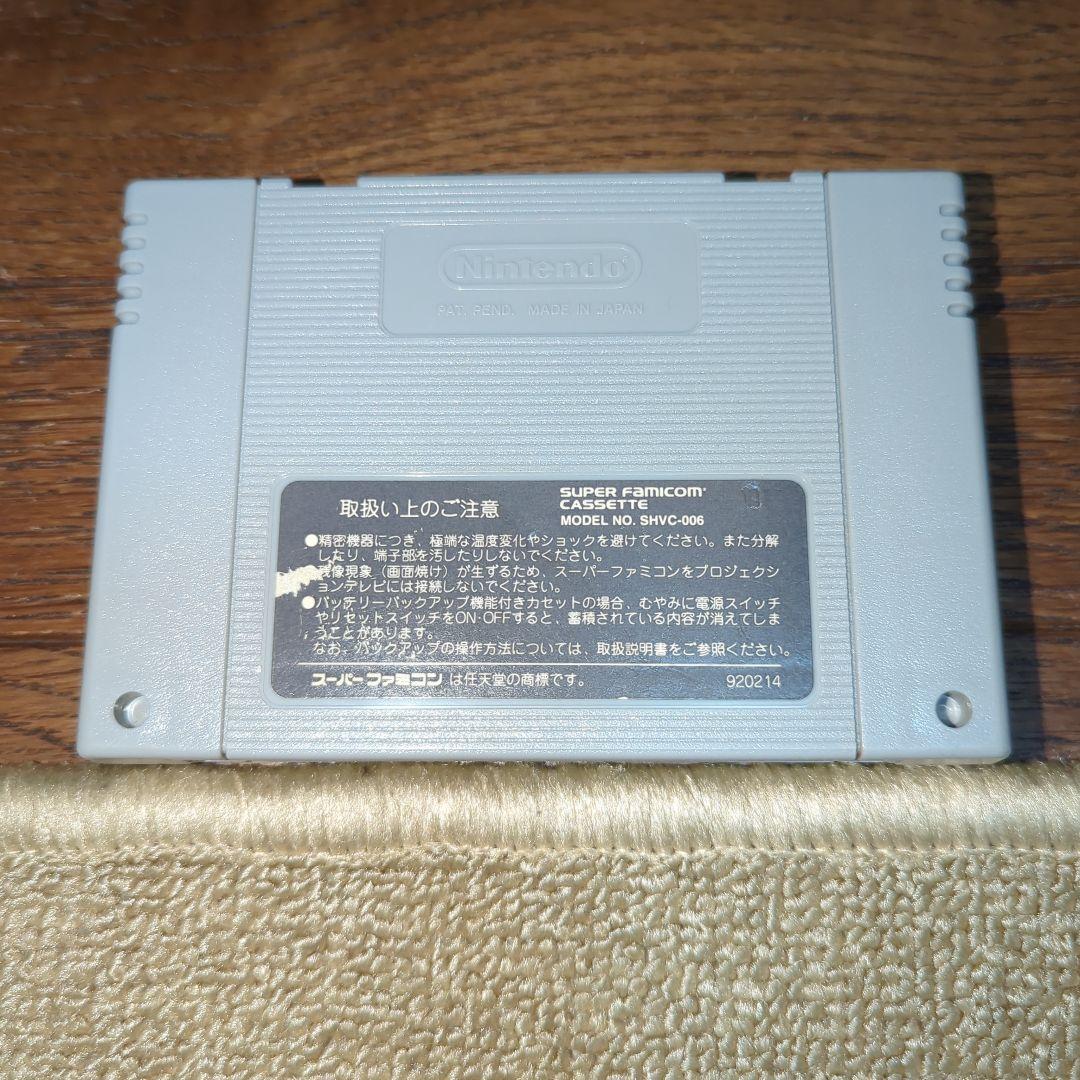 Nintendo
PAT. PEND. MADE IN JAPAN
取扱い上のご注意
SUPER FAMICOM
CASSETTE
MODEL NO. SHVC-006
●精密機器につき、極端な温度変化やショックを避けてください。また分解
したり、端子部を汚したりしないでください。
残像現象（画面焼け）が生ずるため、スーパーファミコンをプロジェクシ
ョンテレビには接続しないでください。
●バッテリーバックアップ機能付きカセットの場合、むやみに電源スイッチ
やリセットスイッチをON·OFFすると、蓄積されている内容が消えてしま
うことがあります。
なお、バックアップの操作方法については、取扱説明書をご参照ください。
スーパーファミコン は任天堂の商標です。
920214